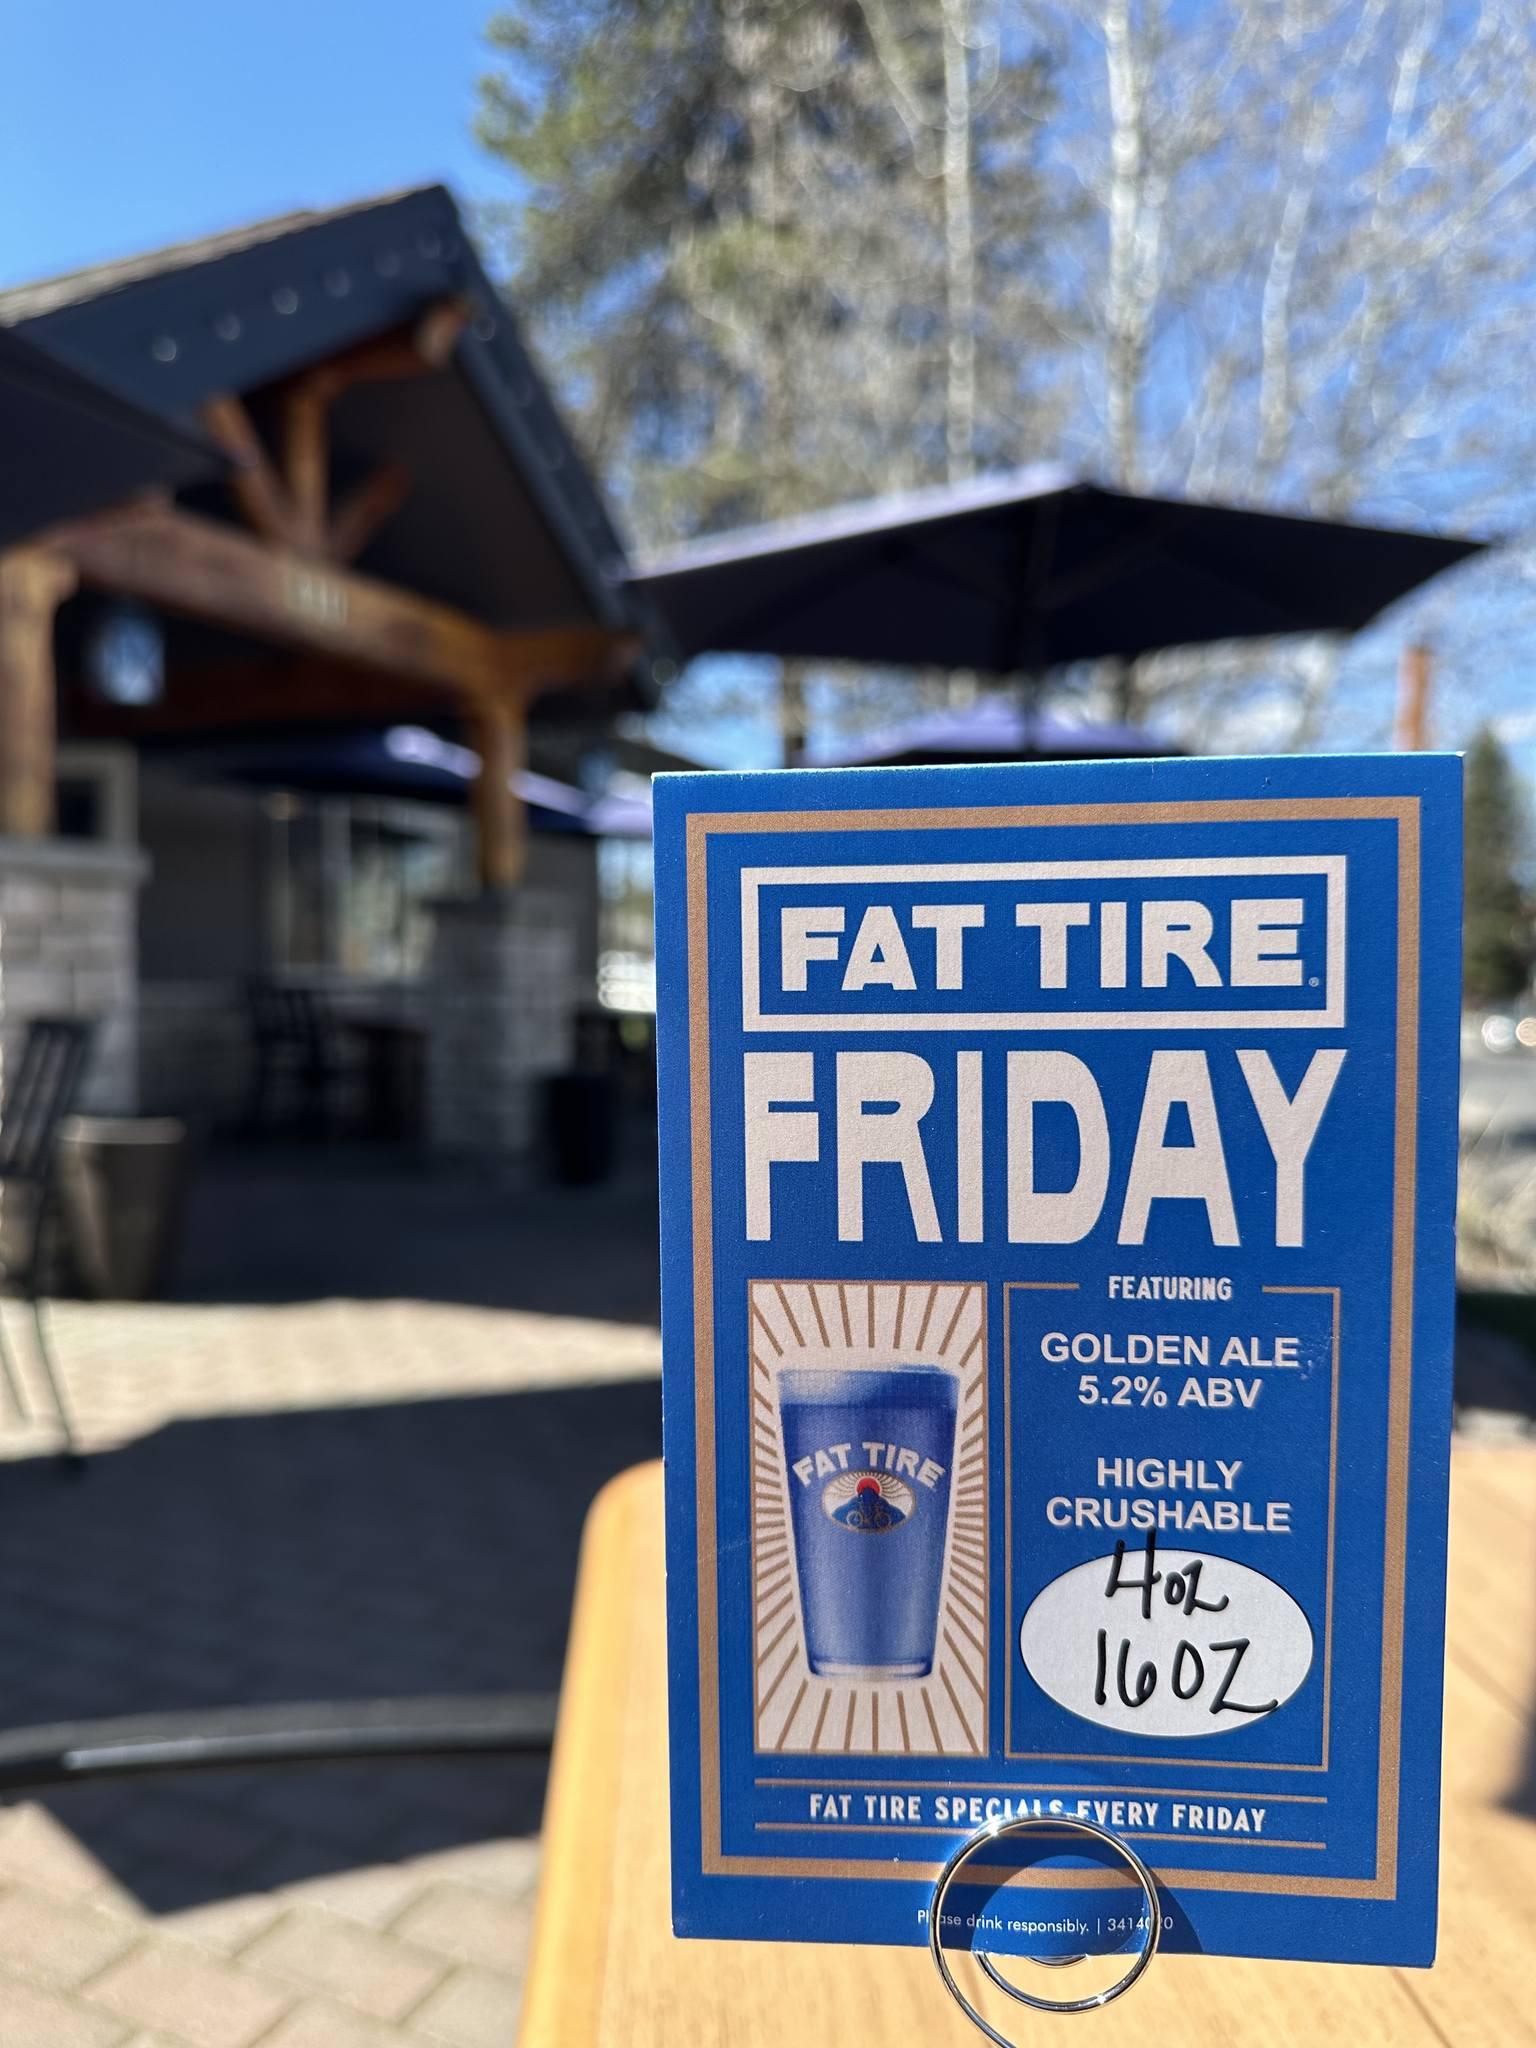 FAT TIRE®
FRIDAY
FEATURING
GOLDEN ALE
5.2% ABV
HIGHLY
CRUSHABLE
4oz
16OZ
FAT TIRE
FAT TIRE SPECIALS EVERY FRIDAY
Please drink responsibly. |